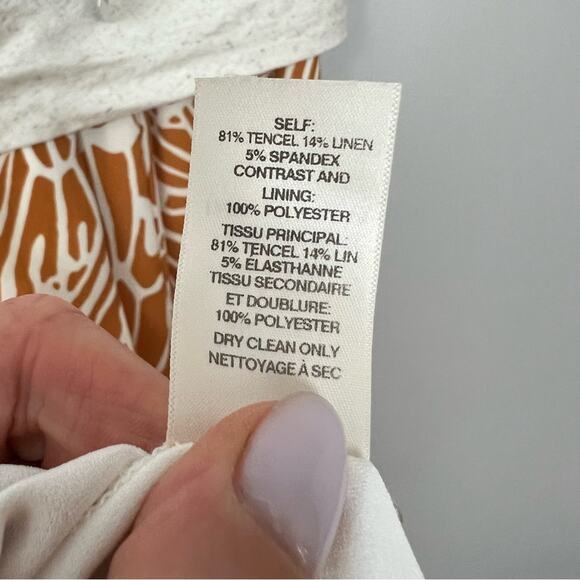 SELF:
81% TENCEL 14% LINEN
5% SPANDEX
CONTRAST AND
LINING:
100% POLYESTER
TISSU PRINCIPAL:
81% TENCEL 14% LIN
5% ELASTHANNE
TISSU SECONDAIRE
ET DOUBLURE:
100% POLYESTER
DRY CLEAN ONLY
NETTOYAGE À SEC